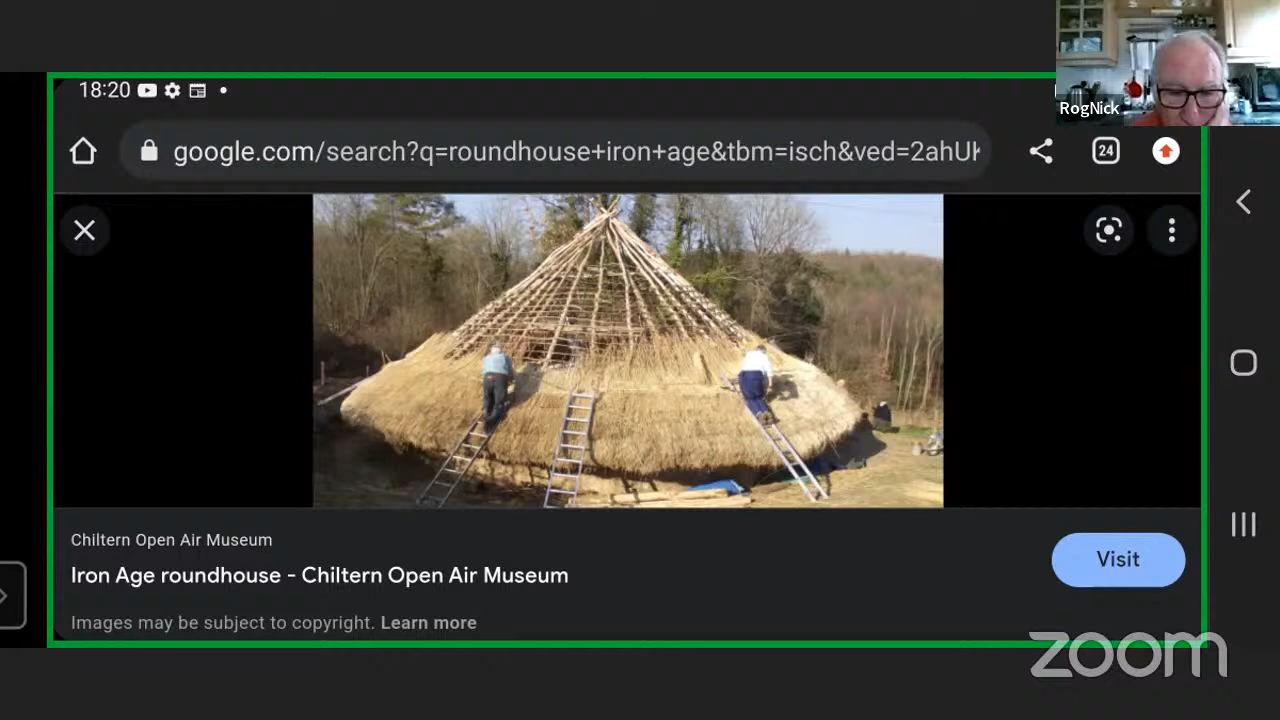 18:20
RogNick
google.com/search?q=roundhouse+iron+age&tbm=isch&ved=2ahUK
24
Chiltern Open Air Museum
Iron Age roundhouse - Chiltern Open Air Museum
Visit
Images may be subject to copyright. Learn more
zoom